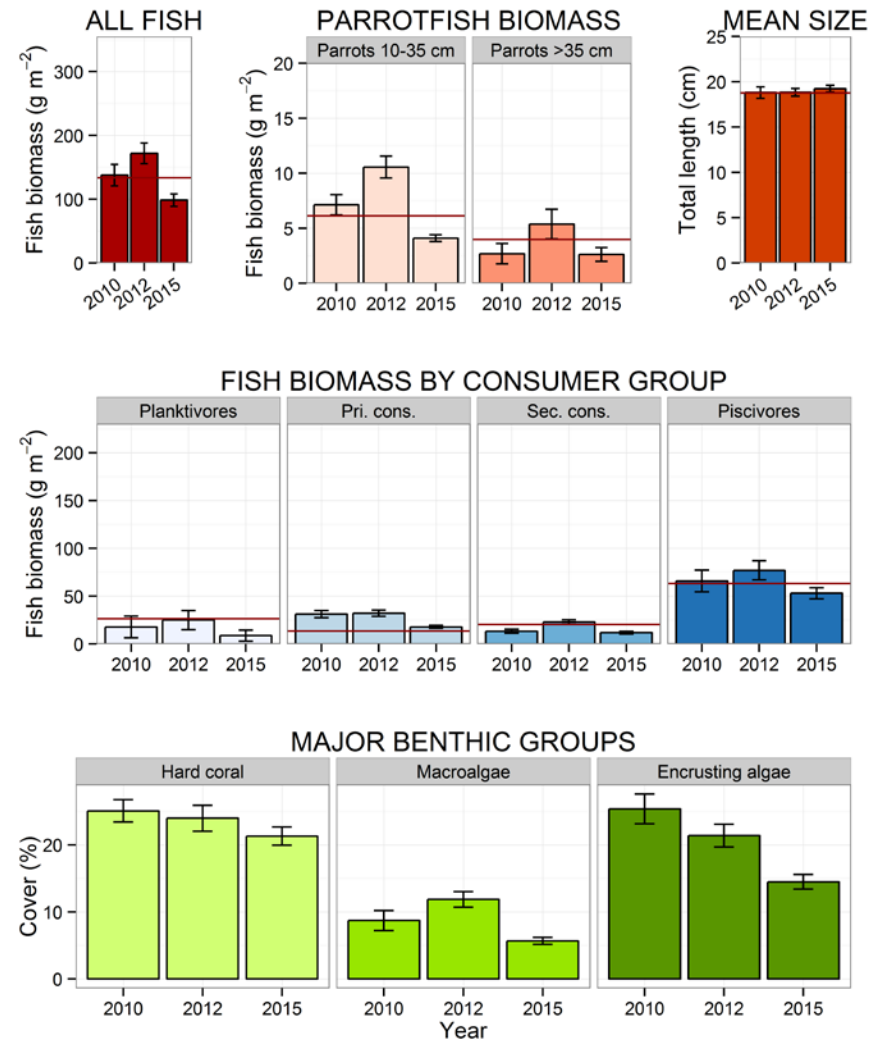 ALL FISH
Fish biomass (g m⁻²)
300
200
100
0
2010 2012 2015
PARROTFISH BIOMASS
Parrots 10-35 cm Parrots >35 cm
Fish biomass (g m⁻²)
20
15
10
5
0
2010 2012 2015 2010 2012 2015
MEAN SIZE
Total length (cm)
25
20
15
10
5
0
2010 2012 2015
FISH BIOMASS BY CONSUMER GROUP
Planktivores Pri. cons. Sec. cons. Piscivores
Fish biomass (g m⁻²)
200
150
100
50
0
2010 2012 2015 2010 2012 2015 2010 2012 2015 2010 2012 2015
MAJOR BENTHIC GROUPS
Hard coral Macroalgae Encrusting algae
Cover (%)
20
10
0
2010 2012 2015 2010 2012 2015 2010 2012 2015
Year